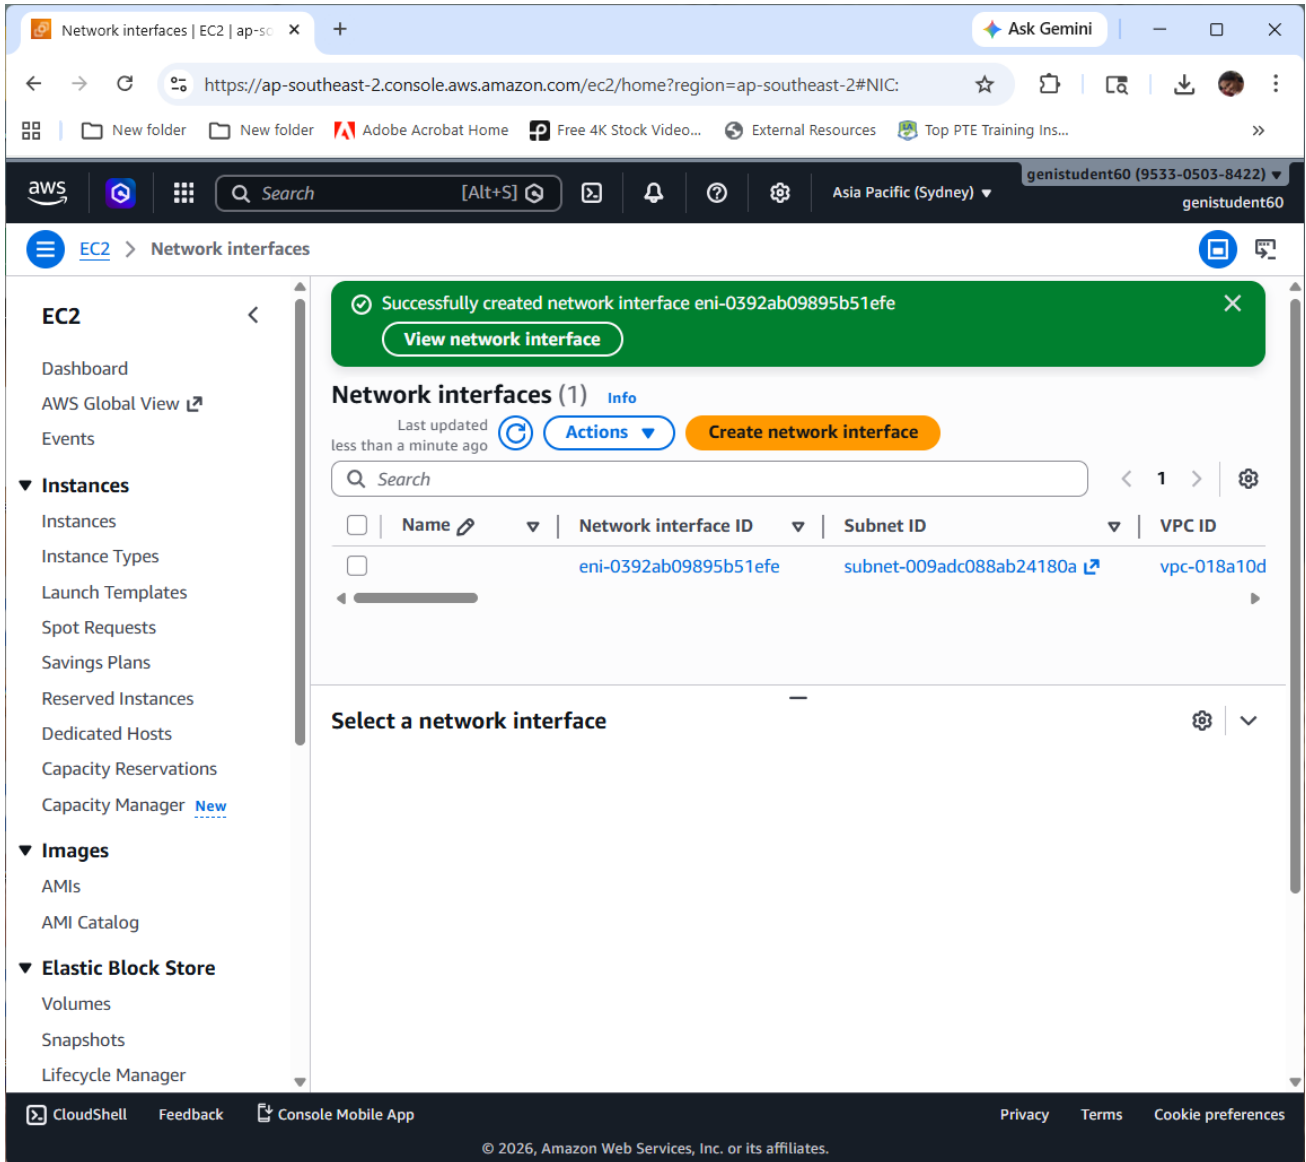 Network interfaces | EC2 | ap-so
Ask Gemini
https://ap-southeast-2.console.aws.amazon.com/ec2/home?region=ap-southeast-2#NIC:
New folder
New folder
Adobe Acrobat Home
Free 4K Stock Video...
External Resources
Top PTE Training Ins...
aws
Search
[Alt+S]
Asia Pacific (Sydney)
genistudent60 (9533-0503-8422)
genistudent60
EC2
Network interfaces
EC2
Dashboard
AWS Global View
Events
Instances
Instances
Instance Types
Launch Templates
Spot Requests
Savings Plans
Reserved Instances
Dedicated Hosts
Capacity Reservations
Capacity Manager New
Images
AMIs
AMI Catalog
Elastic Block Store
Volumes
Snapshots
Lifecycle Manager
Successfully created network interface eni-0392ab09895b51efe
View network interface
Network interfaces (1) Info
Last updated
less than a minute ago
Actions
Create network interface
Search
1
Name
Network interface ID
Subnet ID
VPC ID
eni-0392ab09895b51efe
subnet-009adc088ab24180a
vpc-018a10d
Select a network interface
CloudShell
Feedback
Console Mobile App
Privacy
Terms
Cookie preferences
© 2026, Amazon Web Services, Inc. or its affiliates.